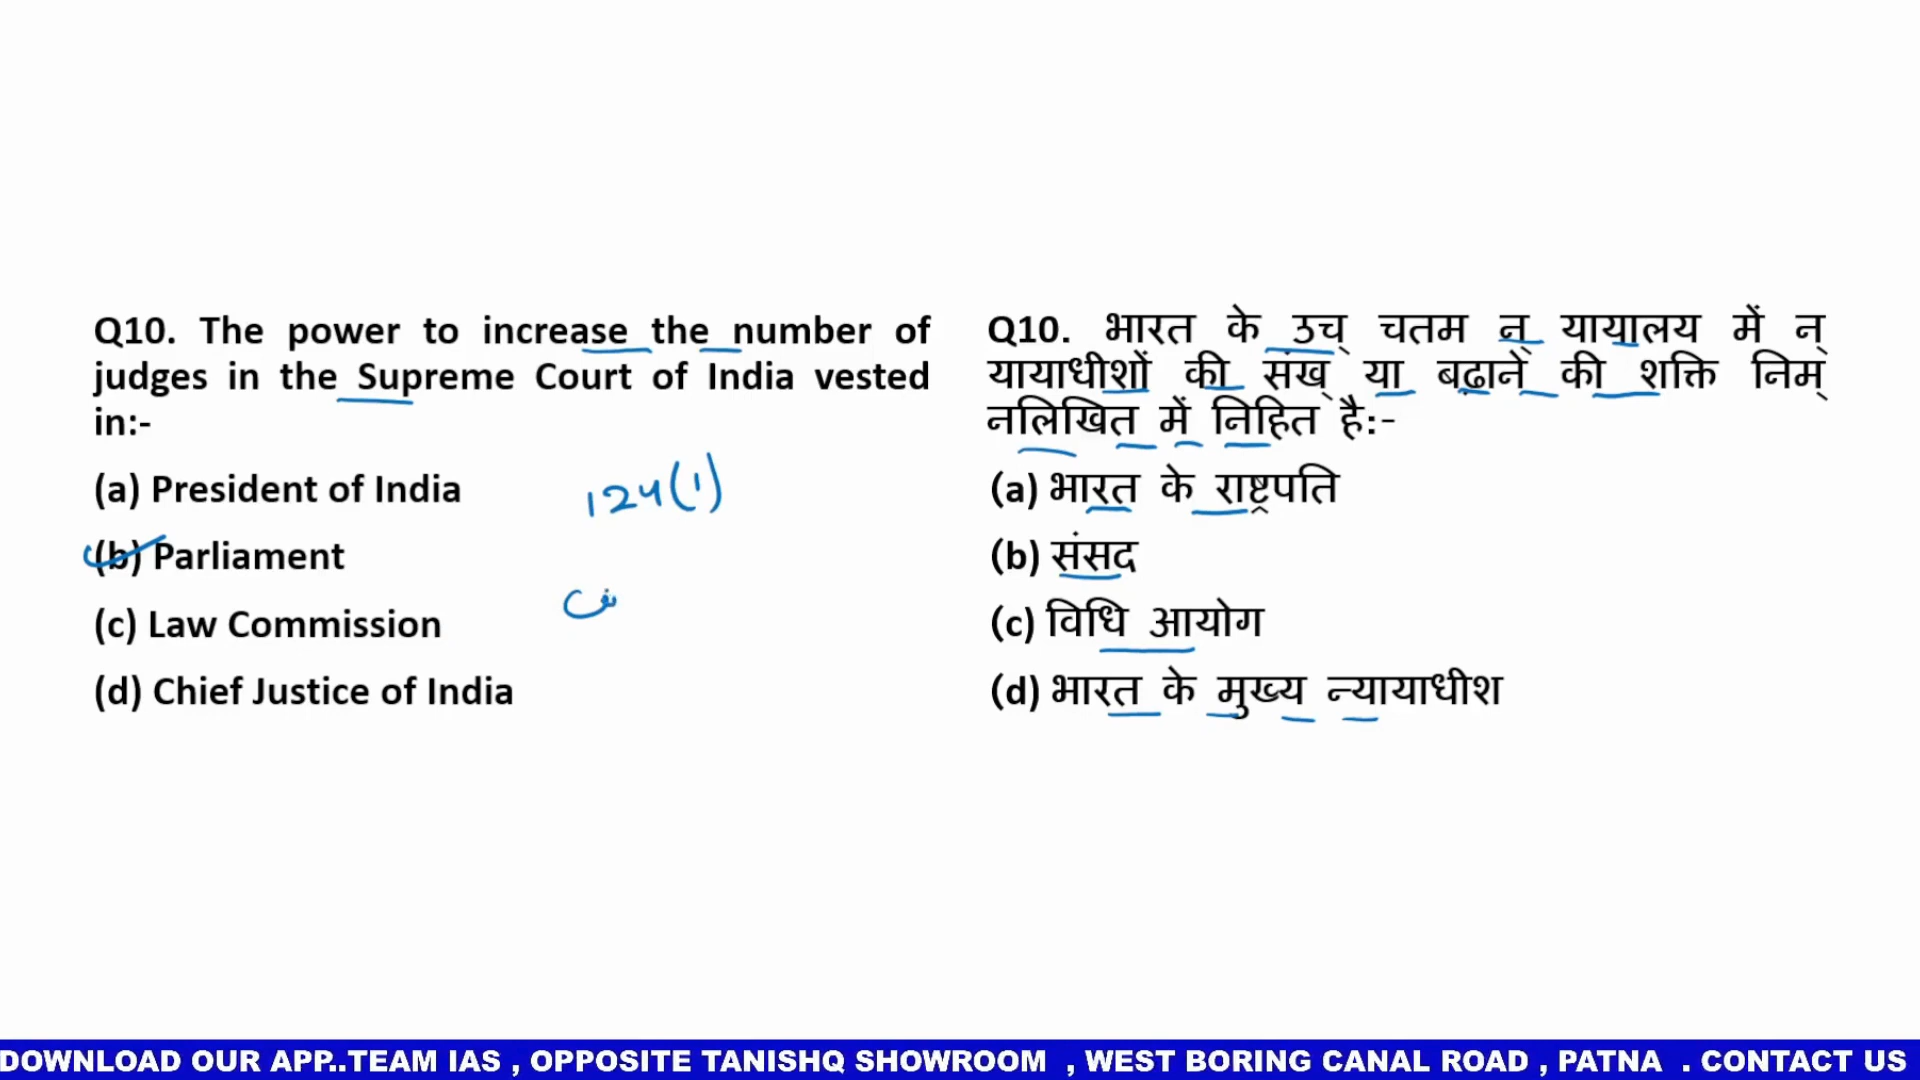 Q10. The power to increase the number of
judges in the Supreme Court of India vested
in:-
(a) President of India
(b) Parliament
(c) Law Commission
(d) Chief Justice of India
124(1)
Q10. भारत के उच् चतम न् यायालय में न्
यायाधीशों की संख् या बढ़ाने की शक्ति निम्
नलिखित में निहित है:-
(a) भारत के राष्ट्रपति
(b) संसद
(c) विधि आयोग
(d) भारत के मुख्य न्यायाधीश
DOWNLOAD OUR APP..TEAM IAS , OPPOSITE TANISHQ SHOWROOM , WEST BORING CANAL ROAD , PATNA . CONTACT US